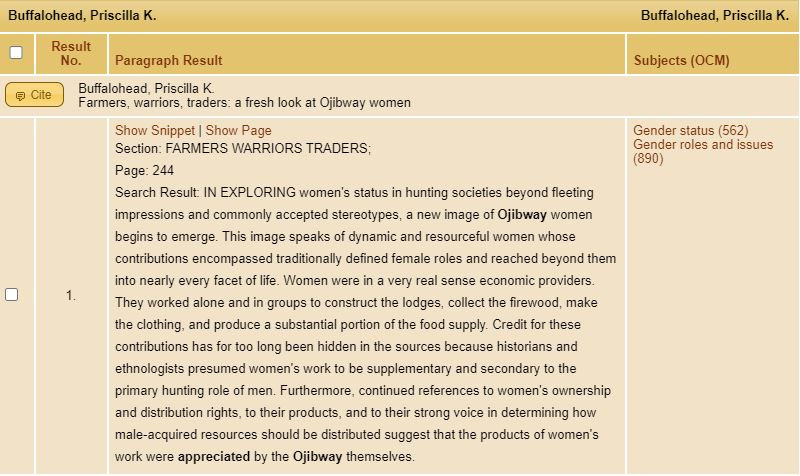 Buffalohead, Priscilla K. Buffalohead, Priscilla K.
Result No. Paragraph Result Subjects (OCM)
Cite
Buffalohead, Priscilla K.
Farmers, warriors, traders: a fresh look at Ojibway women
1.
Show Snippet | Show Page
Section: FARMERS WARRIORS TRADERS;
Page: 244
Search Result: IN EXPLORING women's status in hunting societies beyond fleeting
impressions and commonly accepted stereotypes, a new image of Ojibway women
begins to emerge. This image speaks of dynamic and resourceful women whose
contributions encompassed traditionally defined female roles and reached beyond them
into nearly every facet of life. Women were in a very real sense economic providers.
They worked alone and in groups to construct the lodges, collect the firewood, make
the clothing, and produce a substantial portion of the food supply. Credit for these
contributions has for too long been hidden in the sources because historians and
ethnologists presumed women's work to be supplementary and secondary to the
primary hunting role of men. Furthermore, continued references to women's ownership
and distribution rights, to their products, and to their strong voice in determining how
male-acquired resources should be distributed suggest that the products of women's
work were appreciated by the Ojibway themselves.
Gender status (562)
Gender roles and issues
(890)